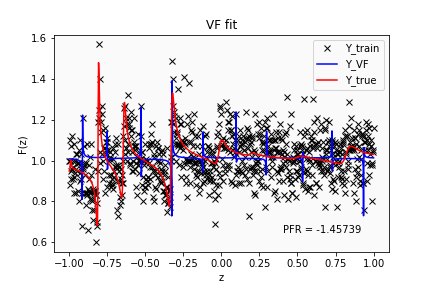 VF fit
1.6
1.4
1.2
1.0
0.8
0.6
F(z)
Y_train
Y_VF
Y_true
PFR = -1.45739
−1.00 −0.75 −0.50 −0.25 0.00 0.25 0.50 0.75 1.00
z